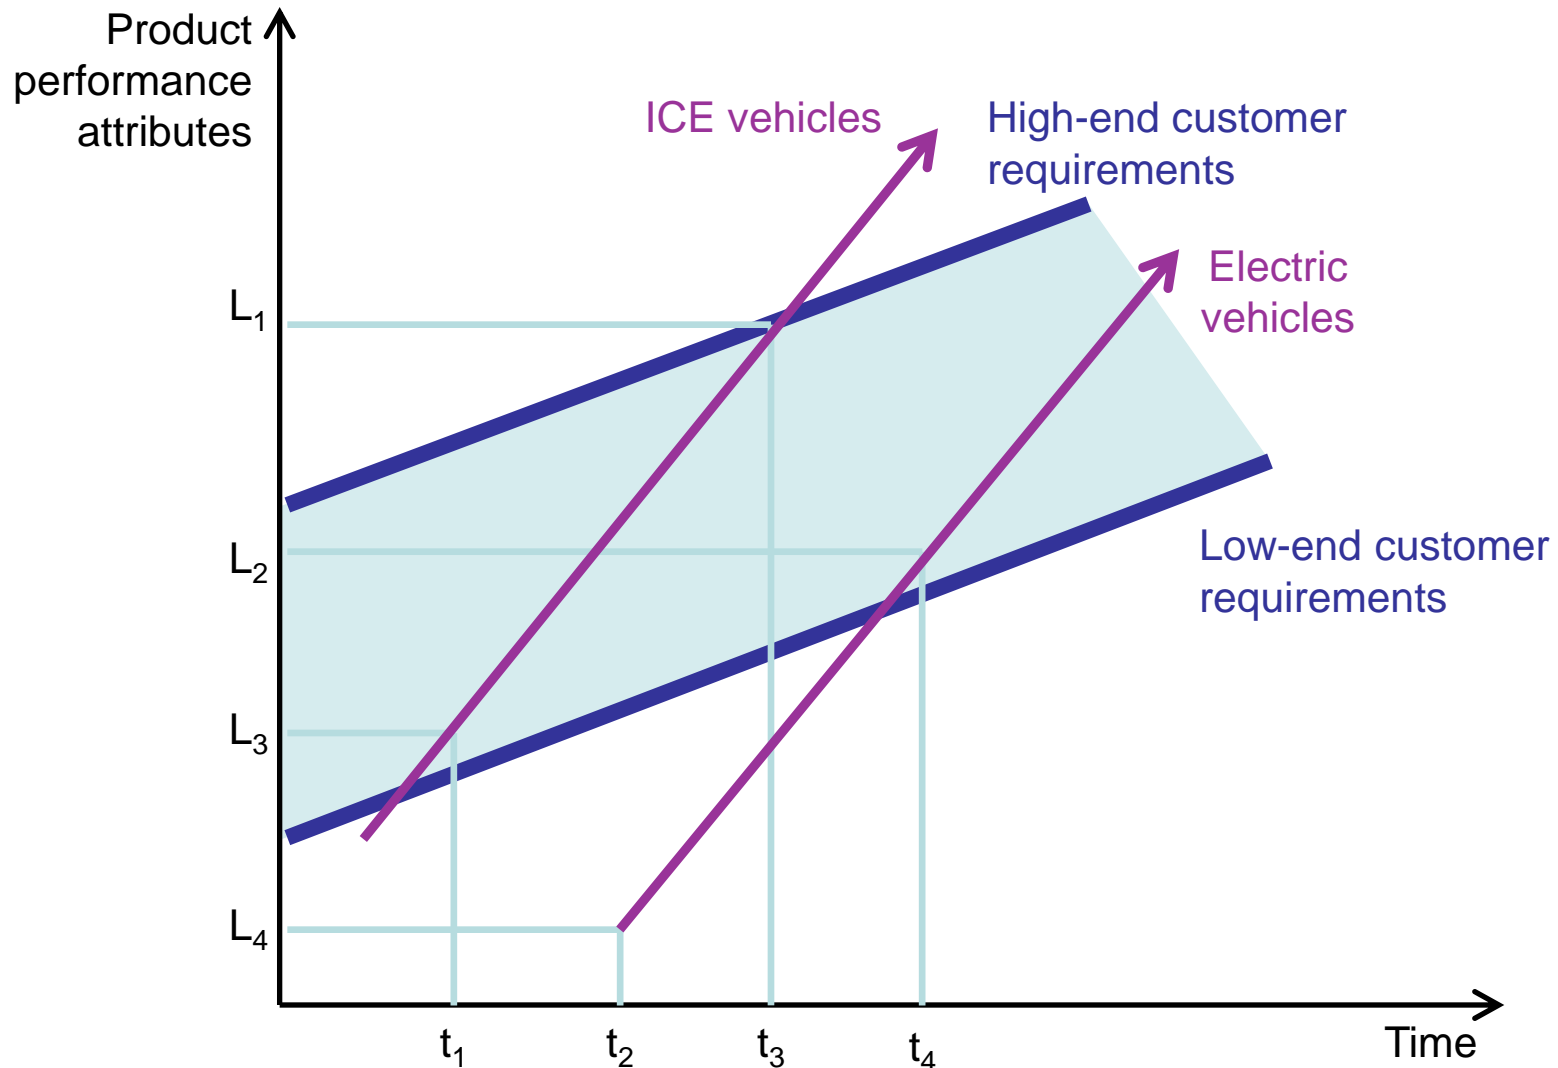 Product
performance
attributes
ICE vehicles
High-end customer
requirements
Electric
vehicles
L₁
L₂
Low-end customer
requirements
L₃
L₄
t₁
t₂
t₃
t₄
Time